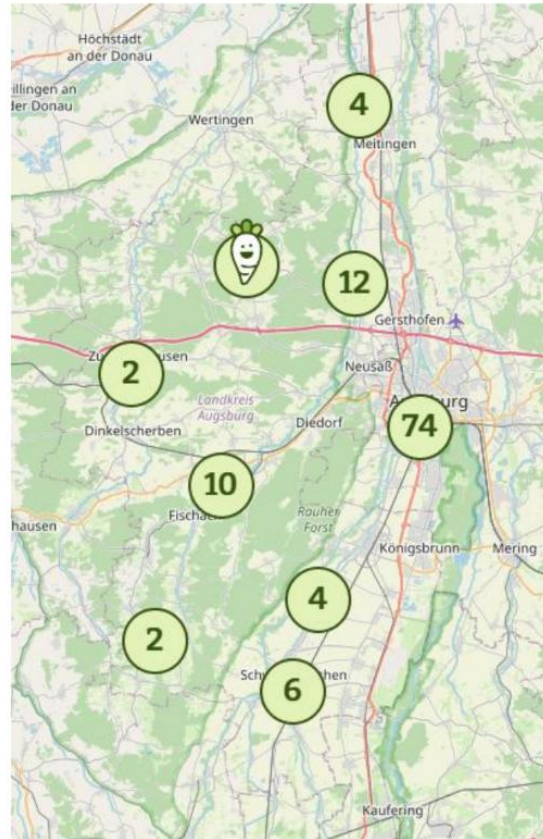 Höchstädt
an der Donau
illingen an
der Donau
4
Wertingen
Meitingen
12
Gersthofen
2
Neusäß
Landkreis
Augsburg
Diedorf
74
Dinkelscherben
10
Rauher
Forst
hausen
Königsbrunn
Mering
4
2
6
Kaufering